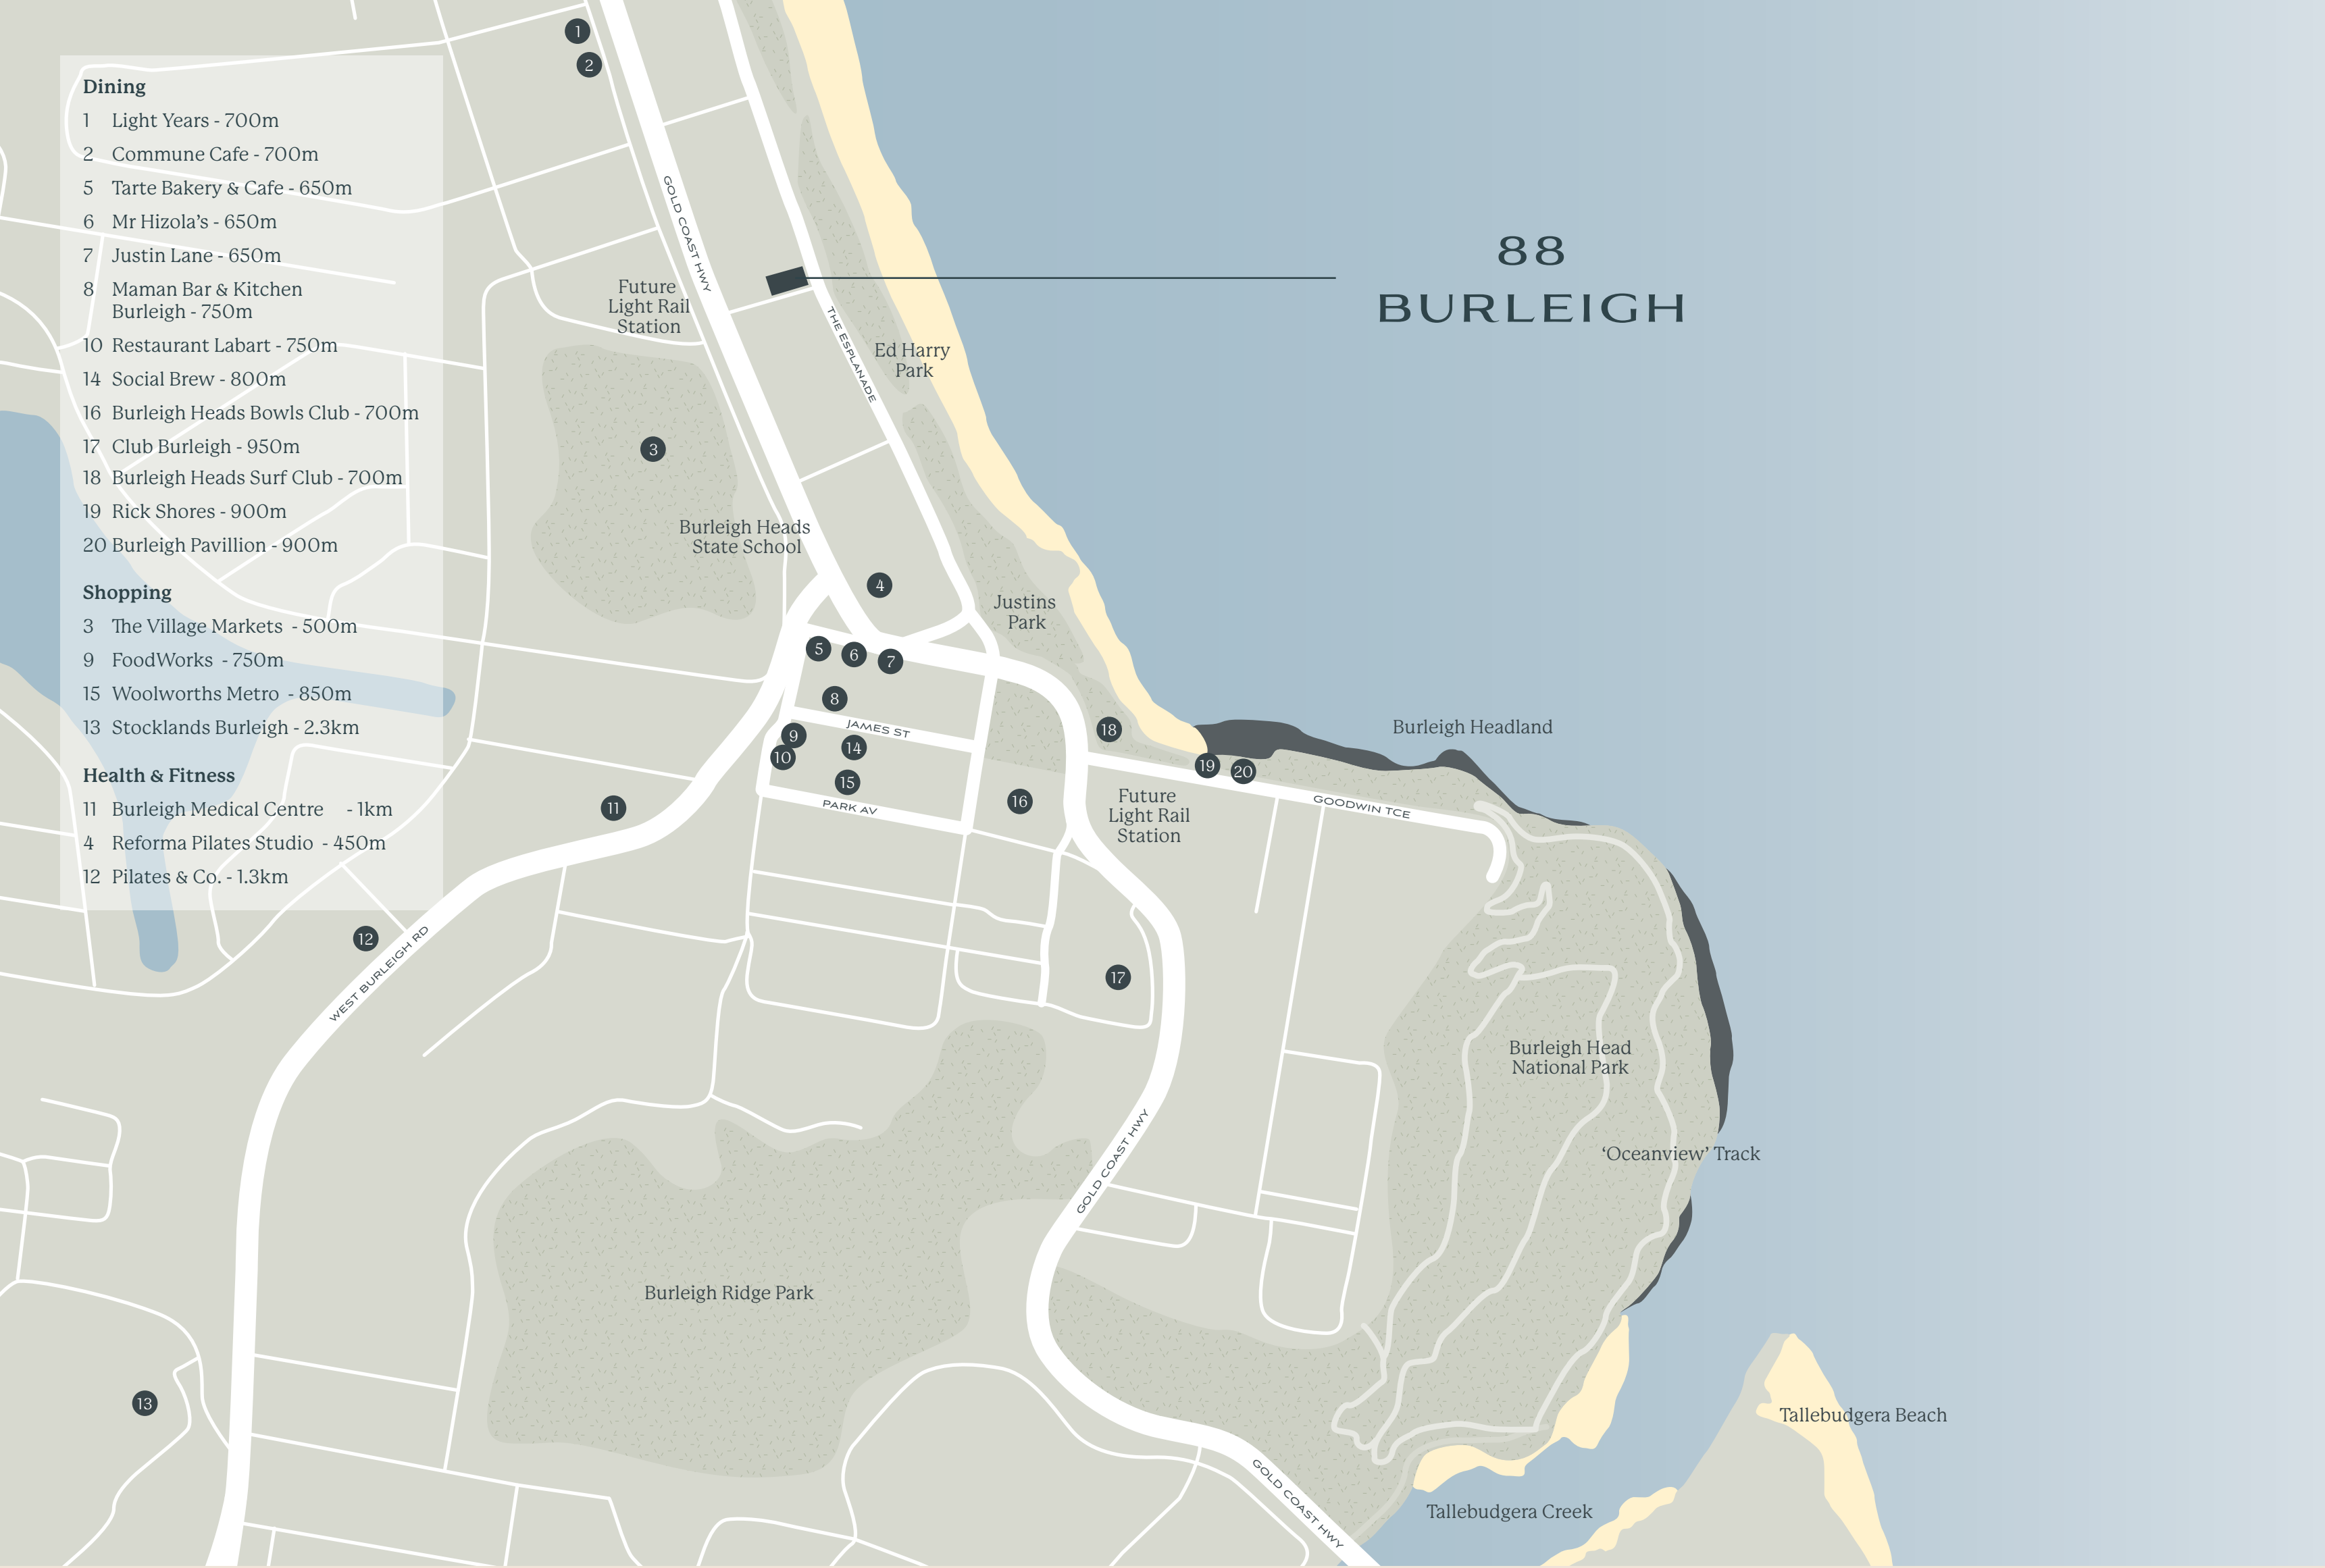 Dining
1 Light Years - 700m
2 Commune Cafe - 700m
5 Tarte Bakery & Cafe - 650m
6 Mr Hizola’s - 650m
7 Justin Lane - 650m
8 Maman Bar & Kitchen
Burleigh - 750m
10 Restaurant Labart - 750m
14 Social Brew - 800m
16 Burleigh Heads Bowls Club - 700m
17 Club Burleigh - 950m
18 Burleigh Heads Surf Club - 700m
19 Rick Shores - 900m
20 Burleigh Pavillion - 900m
Shopping
3 The Village Markets - 500m
9 FoodWorks - 750m
15 Woolworths Metro - 850m
13 Stocklands Burleigh - 2.3km
Health & Fitness
11 Burleigh Medical Centre - 1km
4 Reforma Pilates Studio - 450m
12 Pilates & Co. - 1.3km
1
2
GOLD COAST HWY
88
BURLEIGH
Future
Light Rail
Station
THE ESPLANADE
Ed Harry
Park
3
Burleigh Heads
State School
4
Justins
Park
5
6
7
8
JAMES ST
9
10
14
15
18
Burleigh Headland
19
20
PARK AV
11
16
Future
Light Rail
Station
GOODWIN TCE
12
WEST BURLEIGH RD
17
Burleigh Head
National Park
GOLD COAST HWY
‘Oceanview’ Track
Burleigh Ridge Park
13
Tallebudgera Beach
GOLD COAST HWY
Tallebudgera Creek